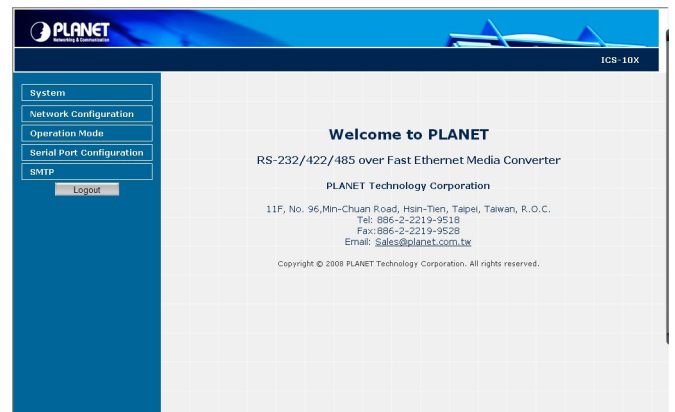 PLANET
Networking & Communication
ICS-10X
System
Network Configuration
Operation Mode
Serial Port Configuration
SMTP
Logout
Welcome to PLANET
RS-232/422/485 over Fast Ethernet Media Converter
PLANET Technology Corporation
11F, No. 96,Min-Chuan Road, Hsin-Tien, Taipei, Taiwan, R.O.C.
Tel: 886-2-2219-9518
Fax:886-2-2219-9528
Email: Sales@planet.com.tw
Copyright © 2008 PLANET Technology Corporation. All rights reserved.